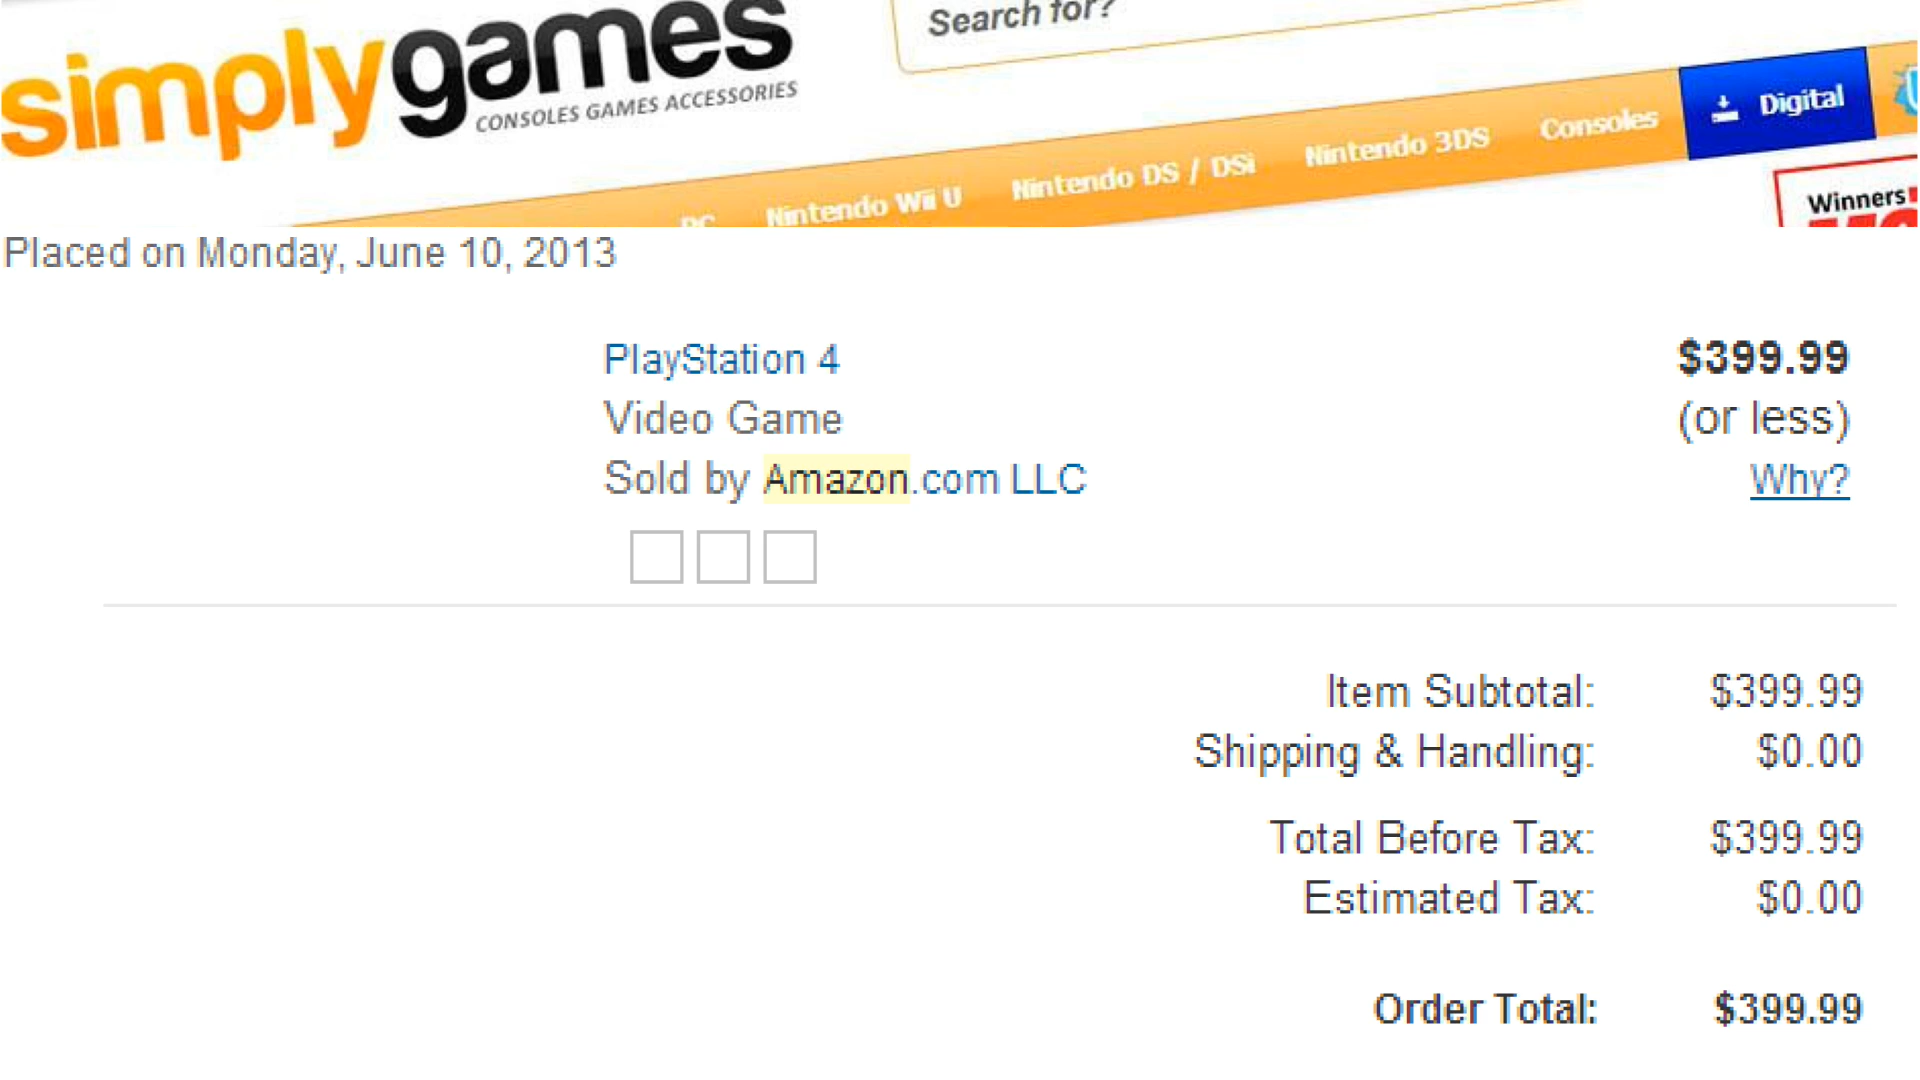 simplygames
CONSOLES GAMES ACCESSORIES
Search for?
PC Nintendo Wii U Nintendo DS / DSi Nintendo 3DS Consoles Digital
Winners
Placed on Monday, June 10, 2013
PlayStation 4 $399.99
Video Game (or less)
Sold by Amazon.com LLC Why?
Item Subtotal: $399.99
Shipping & Handling: $0.00
Total Before Tax: $399.99
Estimated Tax: $0.00
Order Total: $399.99